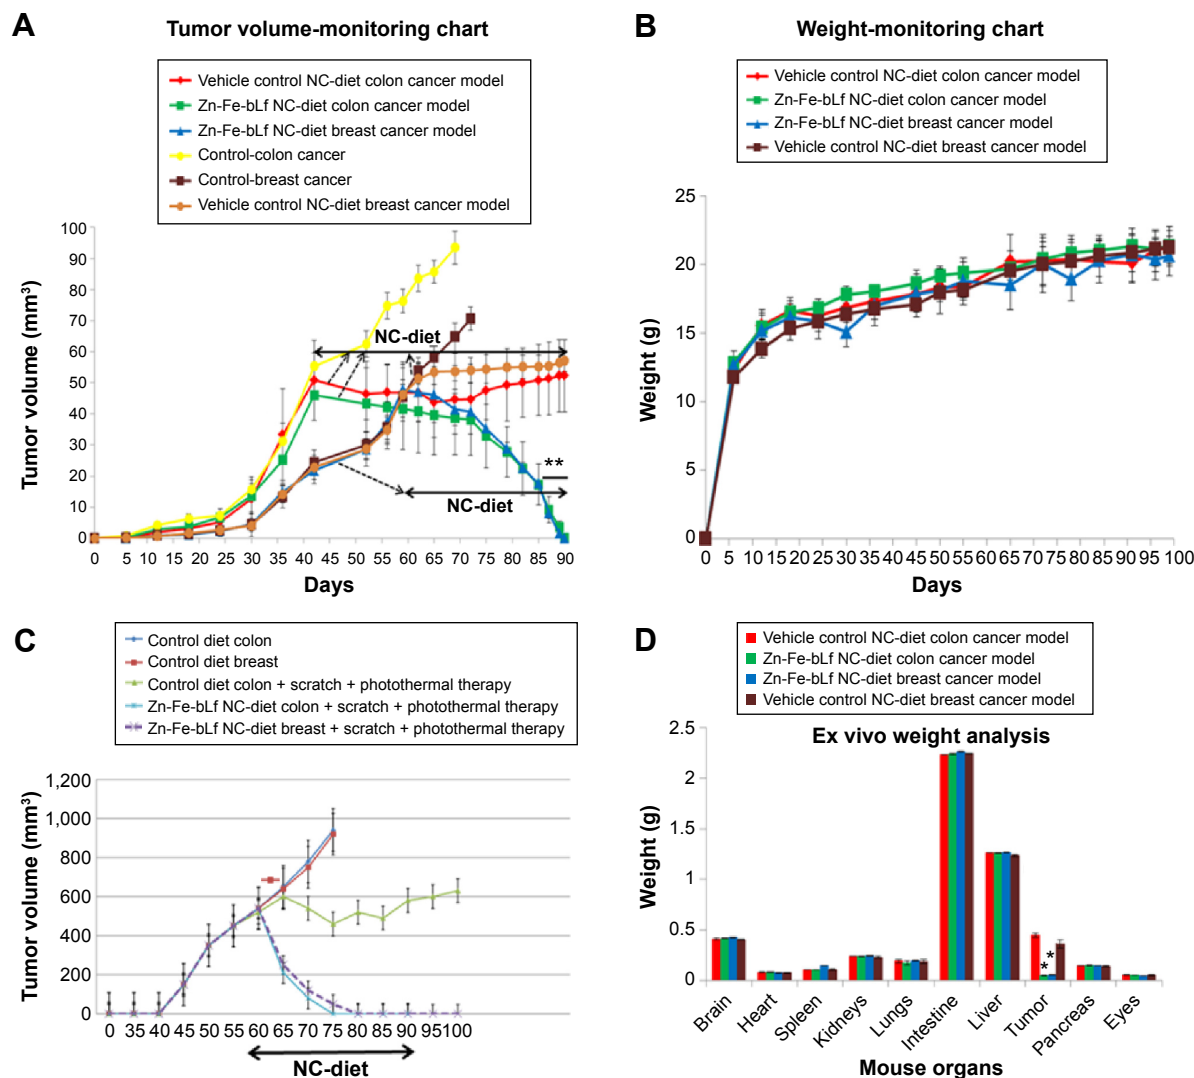 A
Tumor volume-monitoring chart
Vehicle control NC-diet colon cancer model
Zn-Fe-bLf NC-diet colon cancer model
Zn-Fe-bLf NC-diet breast cancer model
Control-colon cancer
Control-breast cancer
Vehicle control NC-diet breast cancer model
Tumor volume (mm³)
100
90
80
70
60
50
40
30
20
10
0
NC-diet
**
NC-diet
0 5 10 15 20 25 30 35 40 45 50 55 60 65 70 75 80 85 90
Days
B
Weight-monitoring chart
Vehicle control NC-diet colon cancer model
Zn-Fe-bLf NC-diet colon cancer model
Zn-Fe-bLf NC-diet breast cancer model
Vehicle control NC-diet breast cancer model
Weight (g)
25
20
15
10
5
0
0 5 10 15 20 25 30 35 40 45 50 55 60 65 70 75 80 85 90 95 100
Days
C
Control diet colon
Control diet breast
Control diet colon + scratch + photothermal therapy
Zn-Fe-bLf NC-diet colon + scratch + photothermal therapy
Zn-Fe-bLf NC-diet breast + scratch + photothermal therapy
Tumor volume (mm³)
1,200
1,000
800
600
400
200
0
0 35 40 45 50 55 60 65 70 75 80 85 90 95 100
NC-diet
D
Vehicle control NC-diet colon cancer model
Zn-Fe-bLf NC-diet colon cancer model
Zn-Fe-bLf NC-diet breast cancer model
Vehicle control NC-diet breast cancer model
Ex vivo weight analysis
Weight (g)
2.5
2
1.5
1
0.5
0
*
*
Brain
Heart
Spleen
Kidneys
Lungs
Intestine
Liver
Tumor
Pancreas
Eyes
Mouse organs